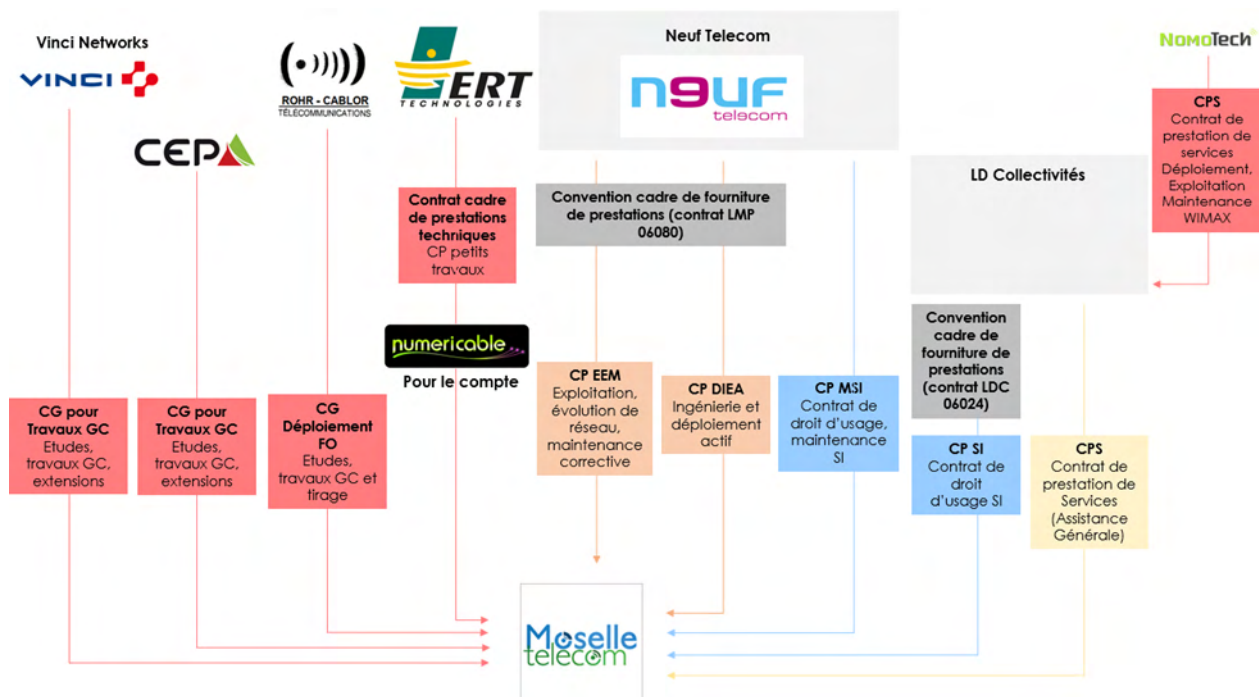 Vinci Networks
VINCI
CEPA
ROHR - CABLOR
TÉLÉCOMMUNICATIONS
ERT
TECHNOLOGIES
Neuf Telecom
n9uf
telecom
NomoTech
CPS
Contrat de
prestation de
services
Déploiement,
Exploitation
Maintenance
WIMAX
LD Collectivités
Contrat cadre
de prestations
techniques
CP petits
travaux
Convention cadre de fourniture
de prestations (contrat LMP
06080)
numericable
Pour le compte
Convention
cadre de
fourniture de
prestations
(contrat LDC
06024)
CG pour
Travaux GC
Etudes,
travaux GC,
extensions
CG pour
Travaux GC
Etudes,
travaux GC,
extensions
CG
Déploiement
FO
Etudes,
travaux GC et
tirage
CP EEM
Exploitation,
évolution de
réseau,
maintenance
corrective
CP DIEA
Ingénierie et
déploiement
actif
CP MSI
Contrat de
droit d'usage,
maintenance
SI
CP SI
Contrat de
droit
d'usage SI
CPS
Contrat de
prestation de
Services
(Assistance
Générale)
Moselle
telecom